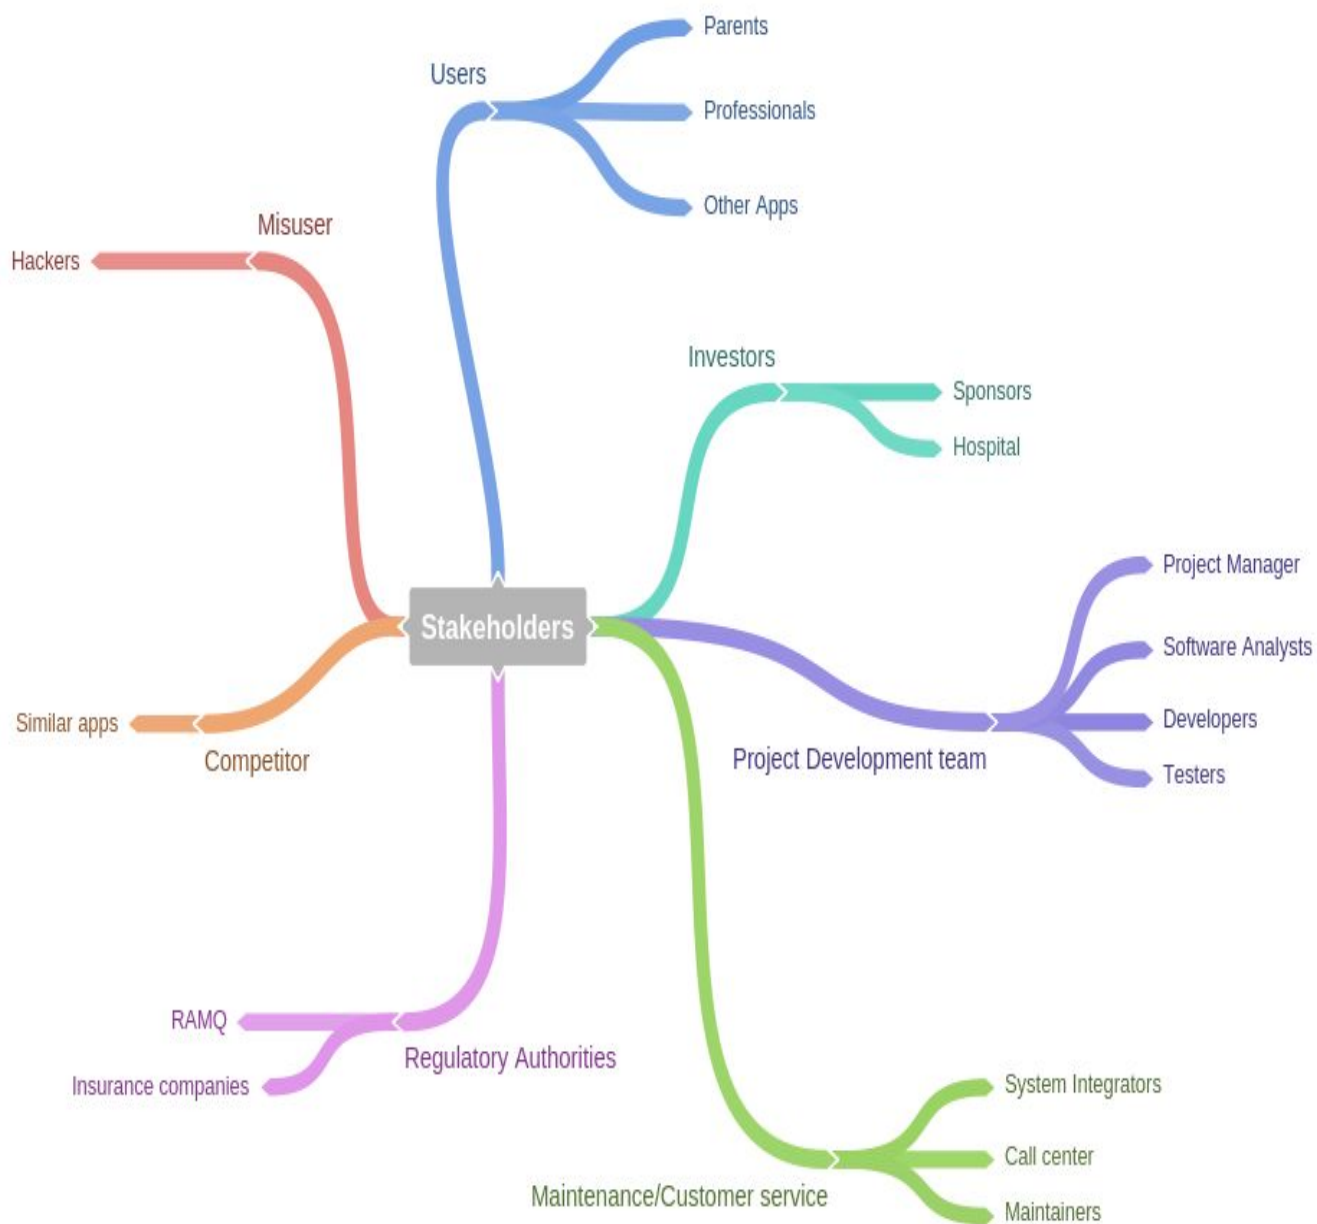 Parents
Users
Professionals
Other Apps
Misuser
Hackers
Investors
Sponsors
Hospital
Project Manager
Stakeholders
Software Analysts
Similar apps
Developers
Competitor
Project Development team
Testers
RAMQ
Regulatory Authorities
Insurance companies
System Integrators
Call center
Maintenance/Customer service
Maintainers